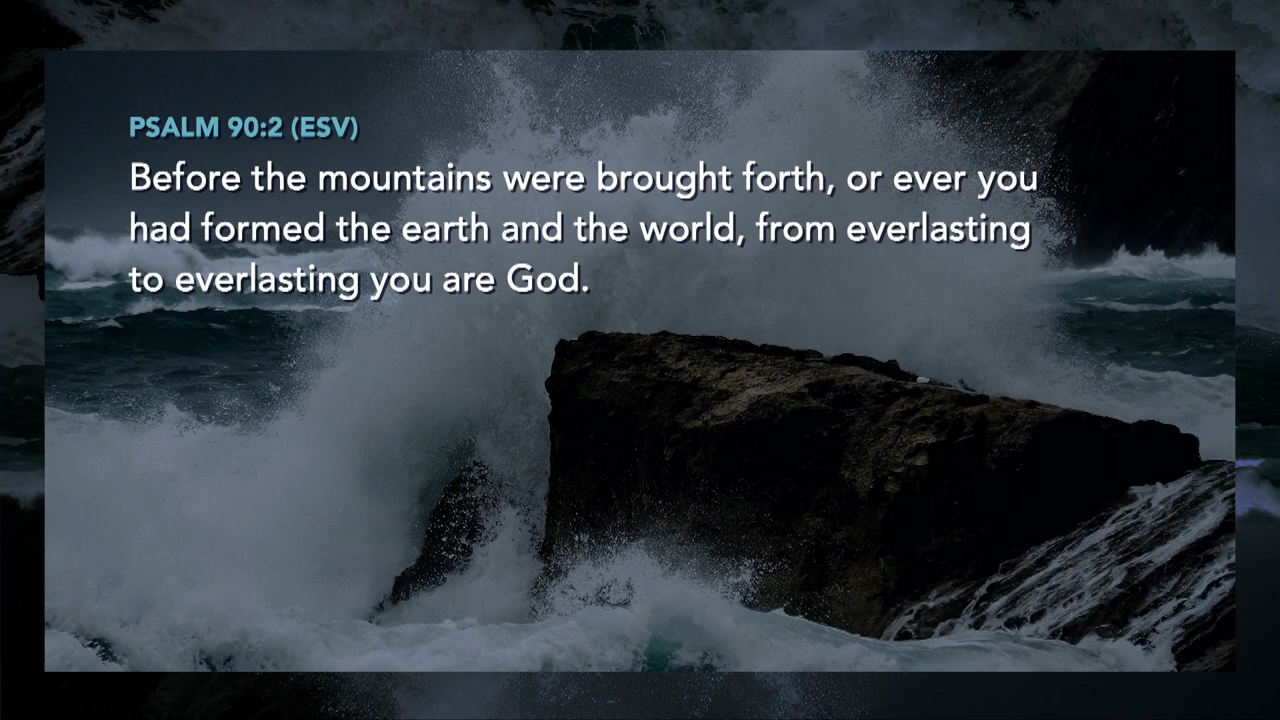 PSALM 90:2 (ESV)
Before the mountains were brought forth, or ever you
had formed the earth and the world, from everlasting
to everlasting you are God.